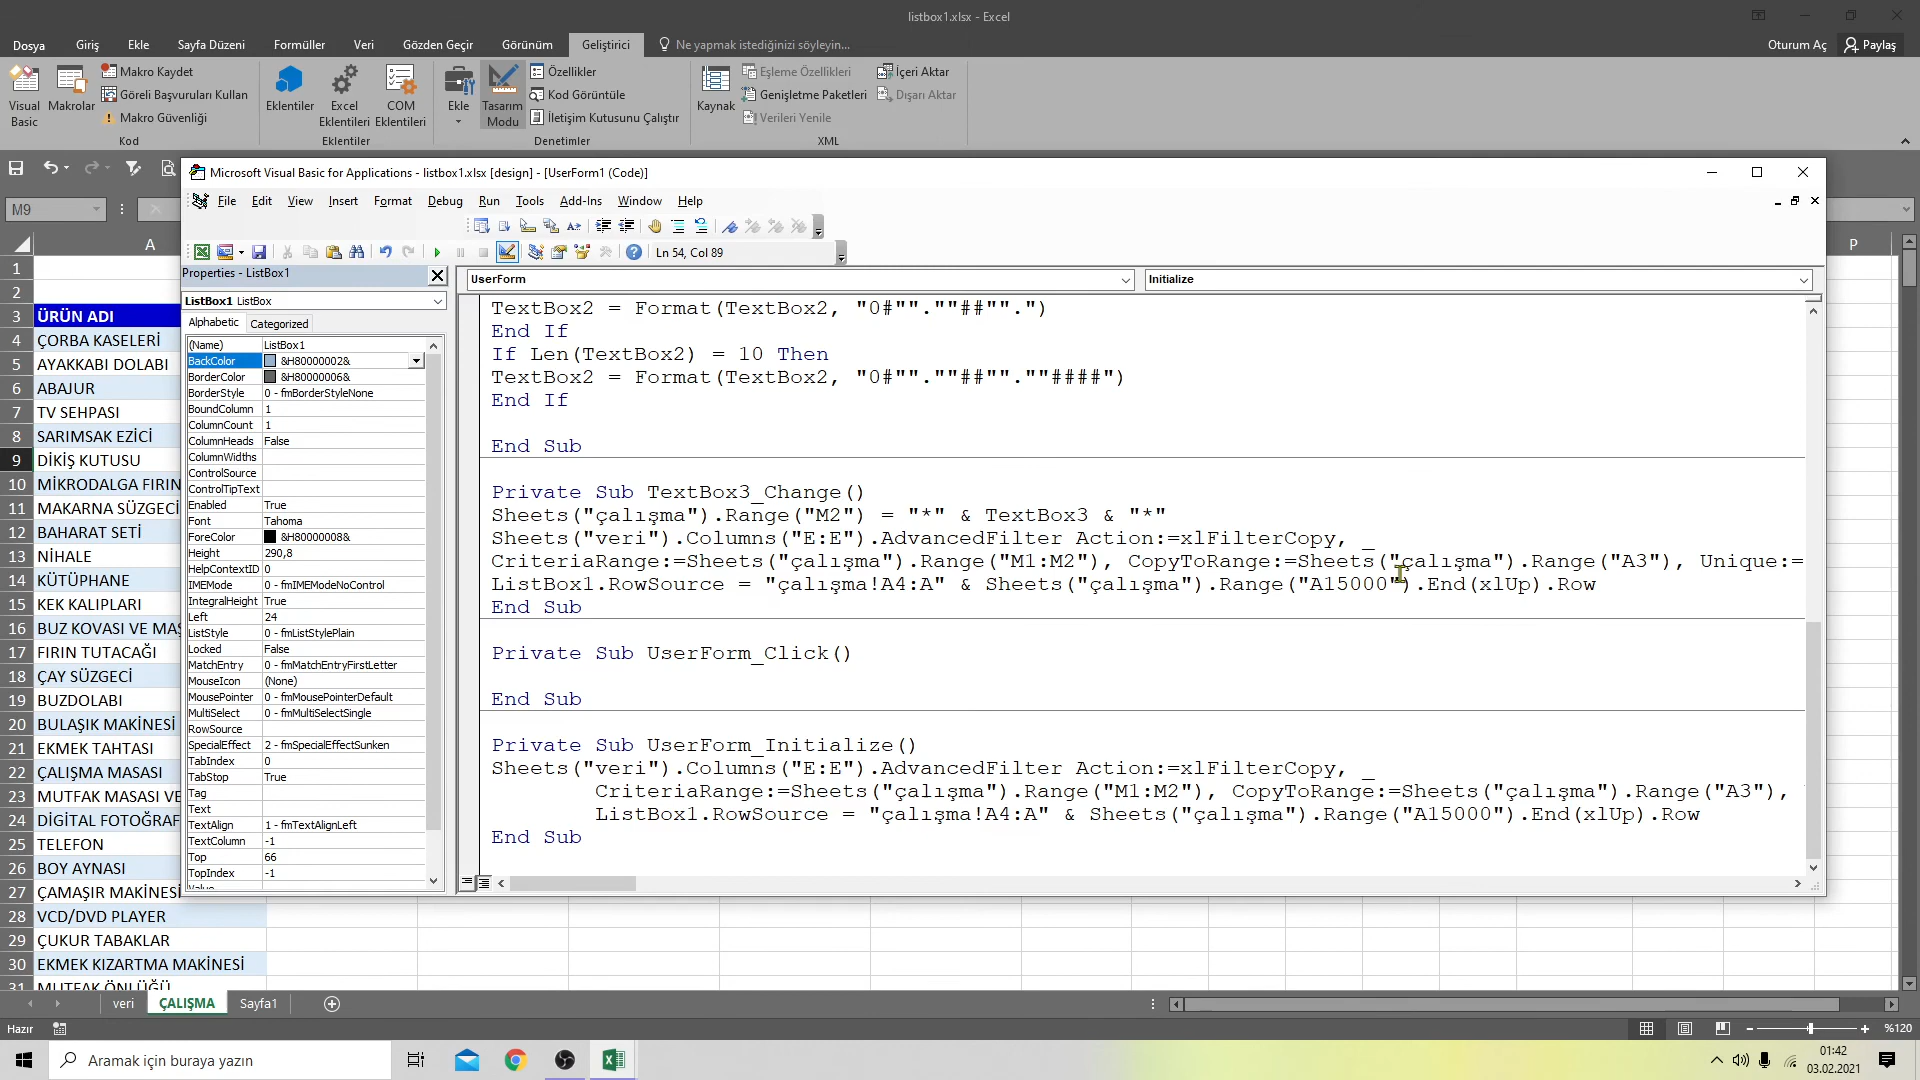 listbox1.xlsx - Excel
Dosya Giriş Ekle Sayfa Düzeni Formüller Veri Gözden Geçir Görünüm Geliştirici Ne yapmak istediğinizi söyleyin... Oturum Aç Paylaş
Visual Basic
Makrolar
Makro Kaydet
Göreli Başvuruları Kullan
Makro Güvenliği
Kod
Eklentiler
Excel Eklentileri
COM Eklentileri
Eklentiler
Ekle
Tasarım Modu
Özellikler
Kod Görüntüle
İletişim Kutusunu Çalıştır
Denetimler
Kaynak
Eşleme Özellikleri
Genişletme Paketleri
Verileri Yenile
İçeri Aktar
Dışarı Aktar
XML
M9
Microsoft Visual Basic for Applications - listbox1.xlsx [design] - [UserForm1 (Code)]
File Edit View Insert Format Debug Run Tools Add-Ins Window Help
Ln 54, Col 89
Properties - ListBox1
ListBox1 ListBox
Alphabetic Categorized
(Name) ListBox1
BackColor &H80000002&
BorderColor &H80000006&
BorderStyle 0 - fmBorderStyleNone
BoundColumn 1
ColumnCount 1
ColumnHeads False
ColumnWidths
ControlSource
ControlTipText
Enabled True
Font Tahoma
ForeColor &H80000008&
Height 290,8
HelpContextID 0
IMEMode 0 - fmIMEModeNoControl
IntegralHeight True
Left 24
ListStyle 0 - fmListStylePlain
Locked False
MatchEntry 0 - fmMatchEntryFirstLetter
MouseIcon (None)
MousePointer 0 - fmMousePointerDefault
MultiSelect 0 - fmMultiSelectSingle
RowSource
SpecialEffect 2 - fmSpecialEffectSunken
TabIndex 0
TabStop True
Tag
Text
TextAlign 1 - fmTextAlignLeft
TextColumn -1
Top 66
TopIndex -1
UserForm Initialize
TextBox2 = Format(TextBox2, "0#"".""##"".")
End If
If Len(TextBox2) = 10 Then
TextBox2 = Format(TextBox2, "0#"".""##"".""####")
End If
End Sub
Private Sub TextBox3_Change()
Sheets("çalışma").Range("M2") = "*" & TextBox3 & "*"
Sheets("veri").Columns("E:E").AdvancedFilter Action:=xlFilterCopy, _
CriteriaRange:=Sheets("çalışma").Range("M1:M2"), CopyToRange:=Sheets("çalışma").Range("A3"), Unique:=
ListBox1.RowSource = "çalışma!A4:A" & Sheets("çalışma").Range("A15000").End(xlUp).Row
End Sub
Private Sub UserForm_Click()
End Sub
Private Sub UserForm_Initialize()
Sheets("veri").Columns("E:E").AdvancedFilter Action:=xlFilterCopy, _
CriteriaRange:=Sheets("çalışma").Range("M1:M2"), CopyToRange:=Sheets("çalışma").Range("A3"),
ListBox1.RowSource = "çalışma!A4:A" & Sheets("çalışma").Range("A15000").End(xlUp).Row
End Sub
A P
1
2
3 ÜRÜN ADI
4 ÇORBA KASELERİ
5 AYAKKABI DOLABI
6 ABAJUR
7 TV SEHPASI
8 SARIMSAK EZİCİ
9 DİKİŞ KUTUSU
10 MİKRODALGA FIRIN
11 MAKARNA SÜZGECİ
12 BAHARAT SETİ
13 NİHALE
14 KÜTÜPHANE
15 KEK KALIPLARI
16 BUZ KOVASI VE MAŞ
17 FIRIN TUTACAĞI
18 ÇAY SÜZGECİ
19 BUZDOLABI
20 BULAŞIK MAKİNESİ
21 EKMEK TAHTASI
22 ÇALIŞMA MASASI
23 MUTFAK MASASI VE
24 DİGİTAL FOTOĞRAF
25 TELEFON
26 BOY AYNASI
27 ÇAMAŞIR MAKİNESİ
28 VCD/DVD PLAYER
29 ÇUKUR TABAKLAR
30 EKMEK KIZARTMA MAKİNESİ
31 MUTFAK ÖNLÜĞÜ
veri ÇALIŞMA Sayfa1
Hazır %120
Aramak için buraya yazın
01:42
03.02.2021